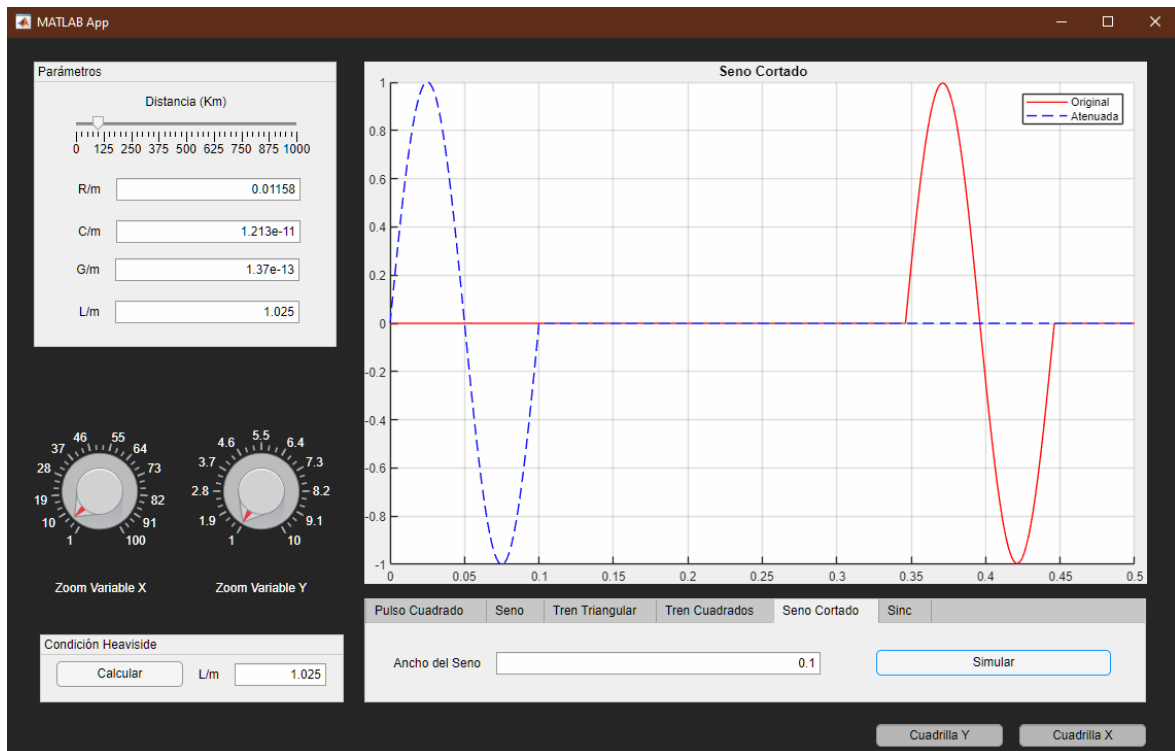 MATLAB App
Parámetros
Distancia (Km)
0 125 250 375 500 625 750 875 1000
R/m 0.01158
C/m 1.213e-11
G/m 1.37e-13
L/m 1.025
1 10 19 28 37 46 55 64 73 82 91 100
Zoom Variable X
1 1.9 2.8 3.7 4.6 5.5 6.4 7.3 8.2 9.1 10
Zoom Variable Y
Condición Heaviside
Calcular L/m 1.025
Seno Cortado
Original
Atenuada
1
0.8
0.6
0.4
0.2
0
-0.2
-0.4
-0.6
-0.8
-1
0 0.05 0.1 0.15 0.2 0.25 0.3 0.35 0.4 0.45 0.5
Pulso Cuadrado Seno Tren Triangular Tren Cuadrados Seno Cortado Sinc
Ancho del Seno 0.1 Simular
Cuadrilla Y Cuadrilla X